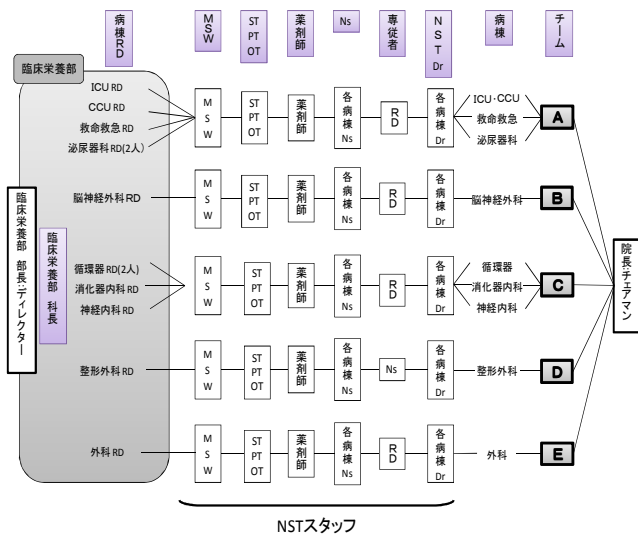 病棟RD
MSW
ST PT OT
薬剤師
Ns
専従者
NST Dr
病棟
チーム
臨床栄養部
臨床栄養部 部長:ディレクター
臨床栄養部 科長
ICU RD
CCU RD
救命救急 RD
泌尿器科RD(2人)
MSW
ST PT OT
薬剤師
各病棟Ns
RD
各病棟Dr
ICU・CCU
救命救急
泌尿器科
A
脳神経外科RD
MSW
ST PT OT
薬剤師
各病棟Ns
RD
各病棟Dr
脳神経外科
B
循環器RD(2人)
消化器内科 RD
神経内科 RD
MSW
ST PT OT
薬剤師
各病棟Ns
RD
各病棟Dr
循環器
消化器内科
神経内科
C
整形外科 RD
MSW
ST PT OT
薬剤師
各病棟Ns
Ns
各病棟Dr
整形外科
D
外科 RD
MSW
ST PT OT
薬剤師
各病棟Ns
RD
各病棟Dr
外科
E
院長:チェアマン
NSTスタッフ